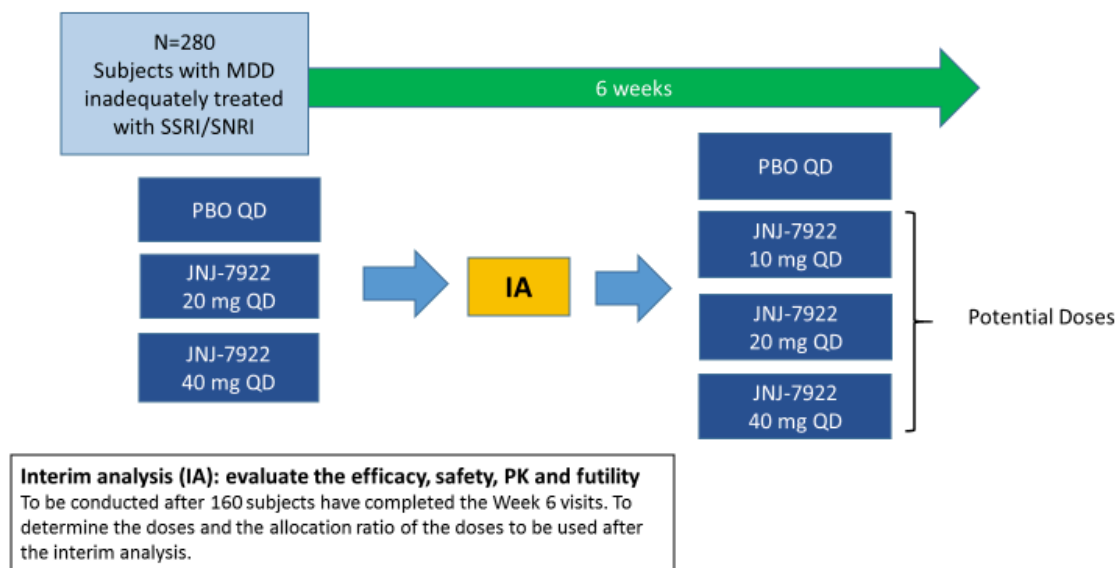 N=280
Subjects with MDD
inadequately treated
with SSRI/SNRI
6 weeks
PBO QD
JNJ-7922
20 mg QD
JNJ-7922
40 mg QD
IA
PBO QD
JNJ-7922
10 mg QD
JNJ-7922
20 mg QD
JNJ-7922
40 mg QD
Potential Doses
Interim analysis (IA): evaluate the efficacy, safety, PK and futility
To be conducted after 160 subjects have completed the Week 6 visits. To
determine the doses and the allocation ratio of the doses to be used after
the interim analysis.